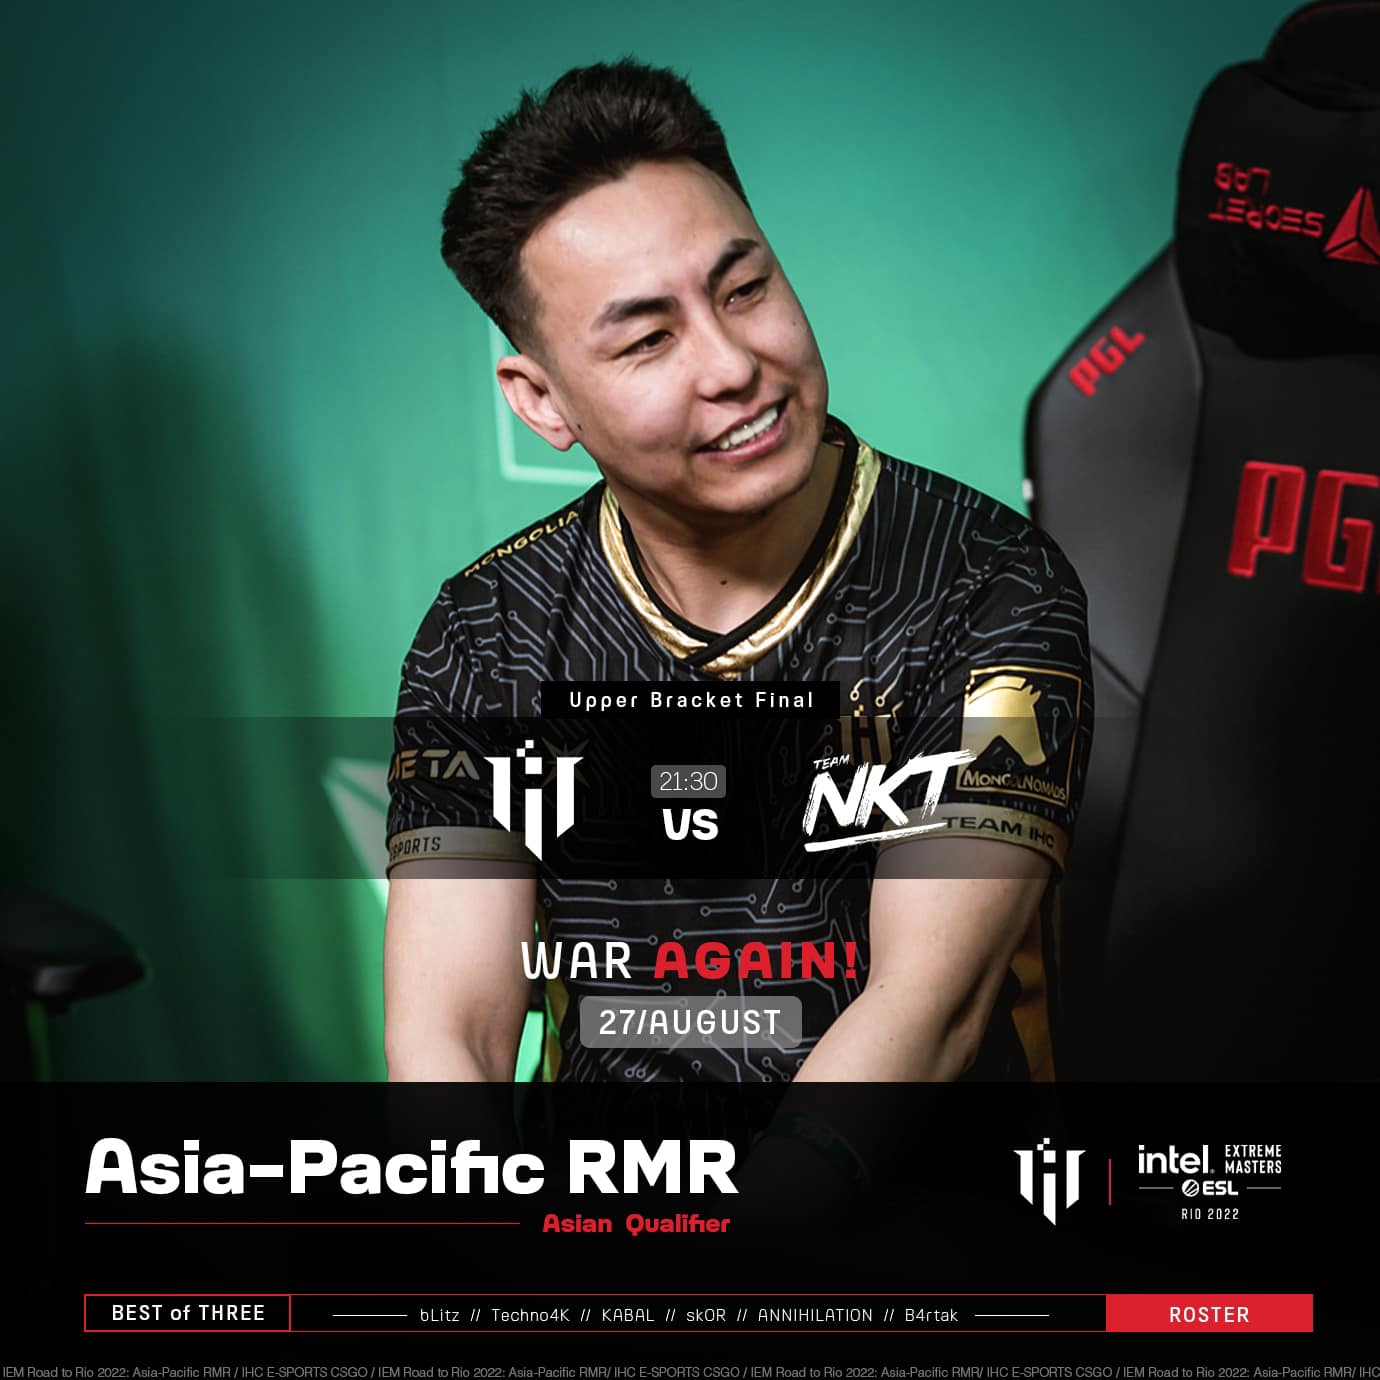 SECRET
LAB
PGL
PGL
MONGOLIA
Upper Bracket Final
META
ESPORTS
21:30
VS
TEAM
NKT
MONGOLNOMADS
TEAM IHC
WAR AGAIN!
27/AUGUST
Asia-Pacific RMR
Asian Qualifier
intel. EXTREME MASTERS
ESL
RIO 2022
BEST of THREE
bLitz // Techno4K // KABAL // skOR // ANNIHILATION // B4rtak
ROSTER
IEM Road to Rio 2022: Asia-Pacific RMR / IHC E-SPORTS CSGO / IEM Road to Rio 2022: Asia-Pacific RMR/ IHC E-SPORTS CSGO / IEM Road to Rio 2022: Asia-Pacific RMR/ IHC E-SPORTS CSGO / IEM Road to Rio 2022: Asia-Pacific RMR/ IHC